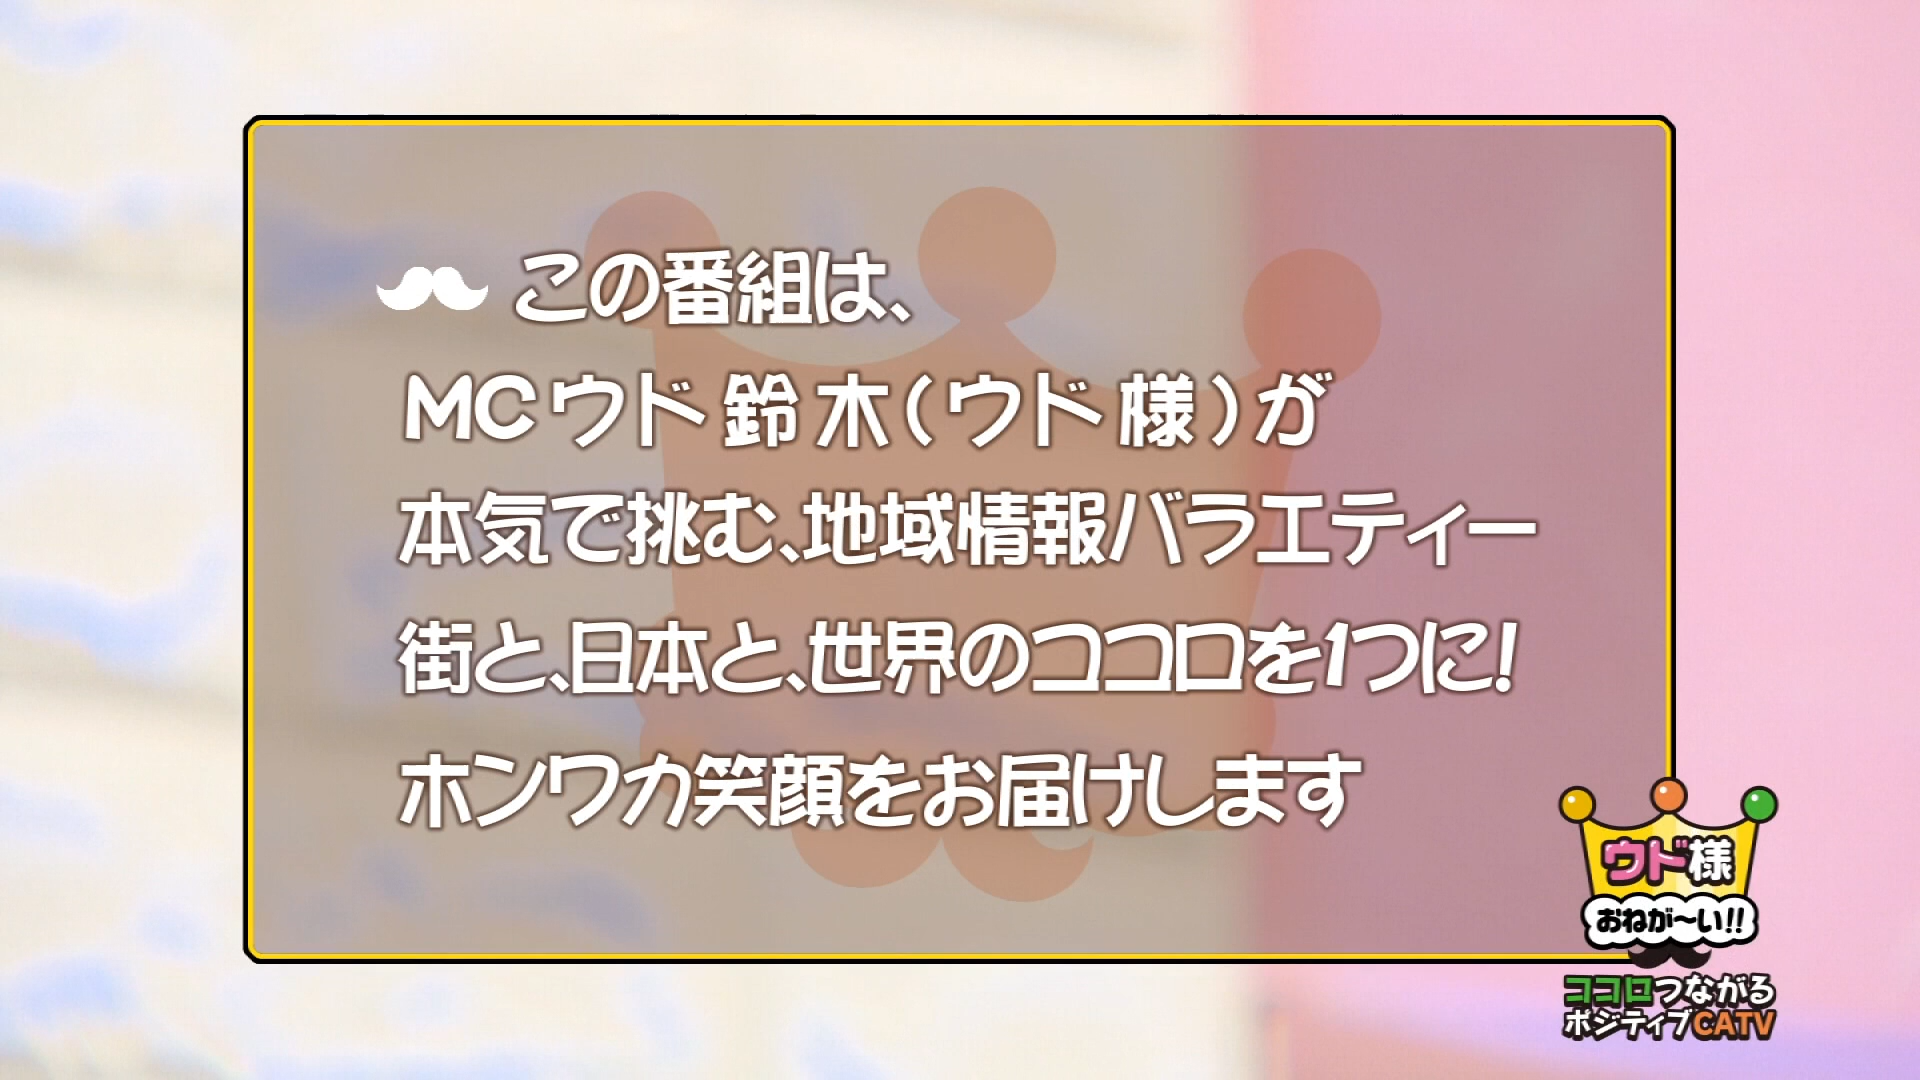 この番組は、
MCウド鈴木(ウド様)が
本気で挑む、地域情報バラエティー
街と、日本と、世界のココロを1つに!
ホンワカ笑顔をお届けします
ウド様
おねが〜い!!
ココロつながる
ポジティブCATV